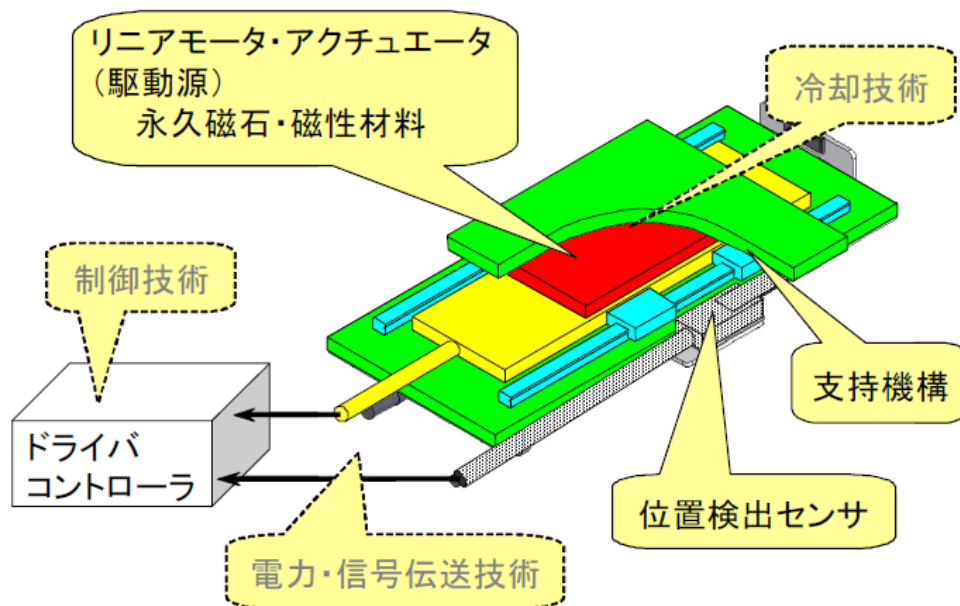 リニアモータ・アクチュエータ
（駆動源）
永久磁石・磁性材料
冷却技術
制御技術
支持機構
ドライバ
コントローラ
位置検出センサ
電力・信号伝送技術